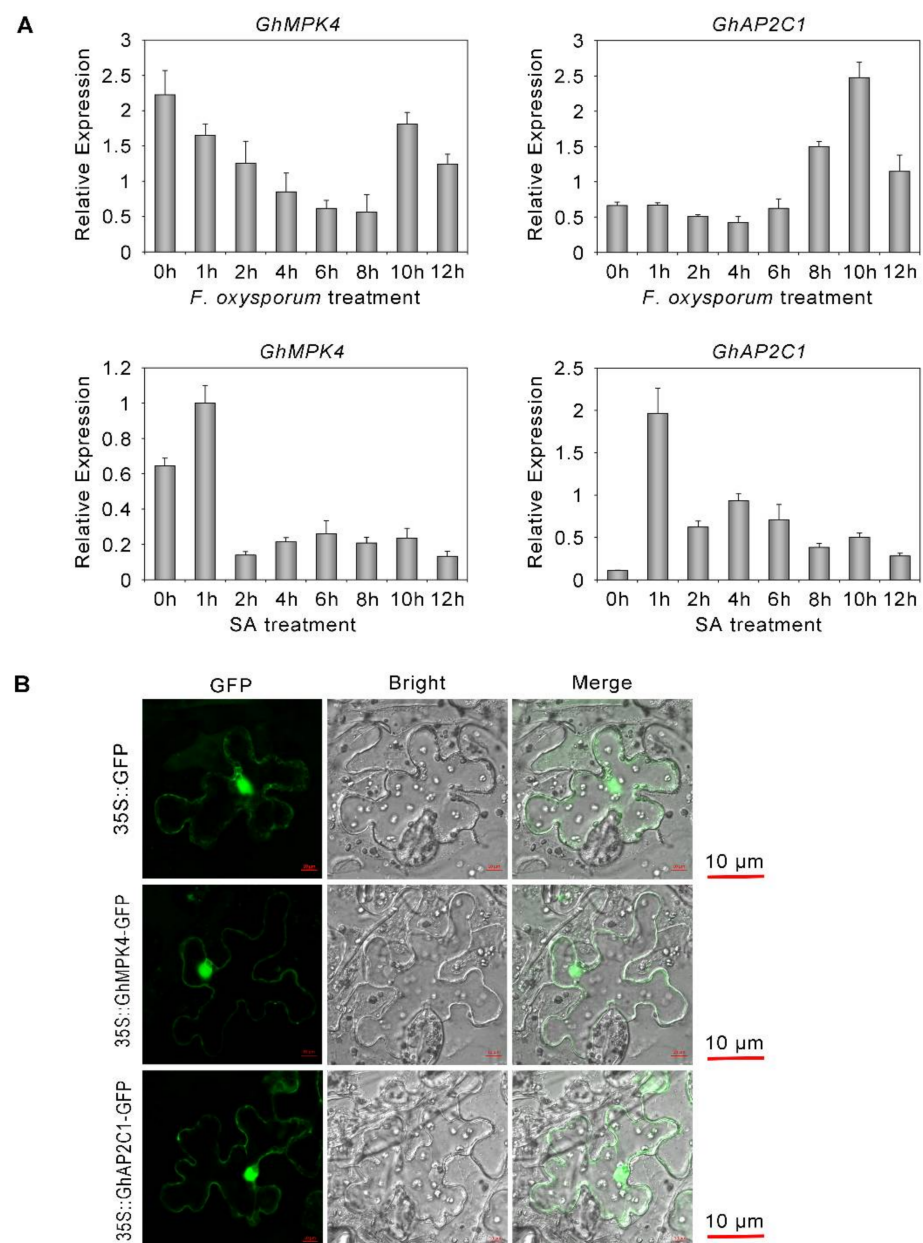 A
GhMPK4
Relative Expression
3
2.5
2
1.5
1
0.5
0
0h 1h 2h 4h 6h 8h 10h 12h
F. oxysporum treatment
GhAP2C1
Relative Expression
3
2.5
2
1.5
1
0.5
0
0h 1h 2h 4h 6h 8h 10h 12h
F. oxysporum treatment
GhMPK4
Relative Expression
1.2
1
0.8
0.6
0.4
0.2
0
0h 1h 2h 4h 6h 8h 10h 12h
SA treatment
GhAP2C1
Relative Expression
2.5
2
1.5
1
0.5
0
0h 1h 2h 4h 6h 8h 10h 12h
SA treatment
B
GFP Bright Merge
35S::GFP
10 μm
35S::GhMPK4-GFP
10 μm
35S::GhAP2C1-GFP
10 μm